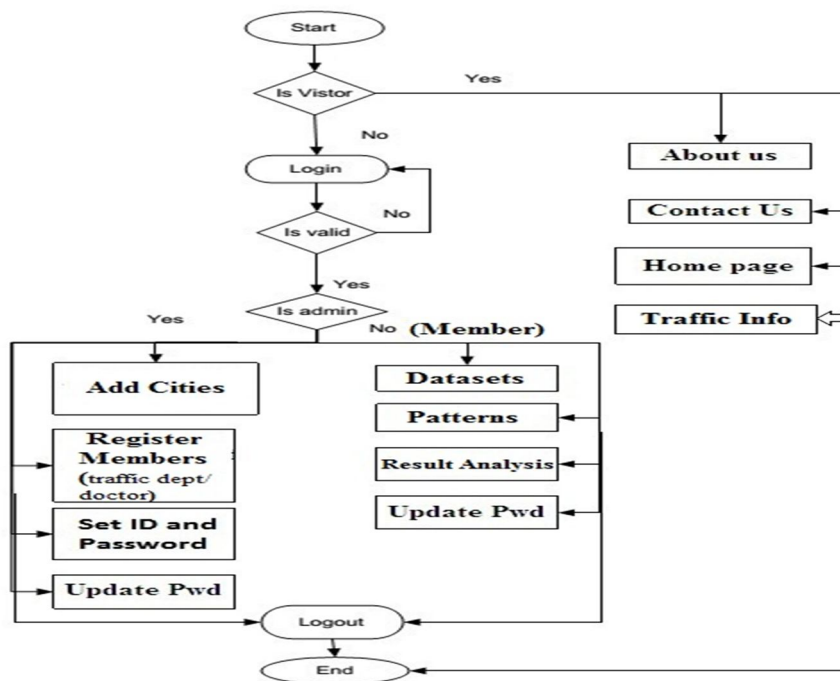 Start
Is Vistor
Yes
No
About us
Login
Contact Us
No
Is valid
Home page
Yes
Is admin
Traffic Info
Yes
No (Member)
Add Cities
Datasets
Patterns
Register
Members
(traffic dept/
doctor)
Result Analysis
Set ID and
Password
Update Pwd
Update Pwd
Logout
End